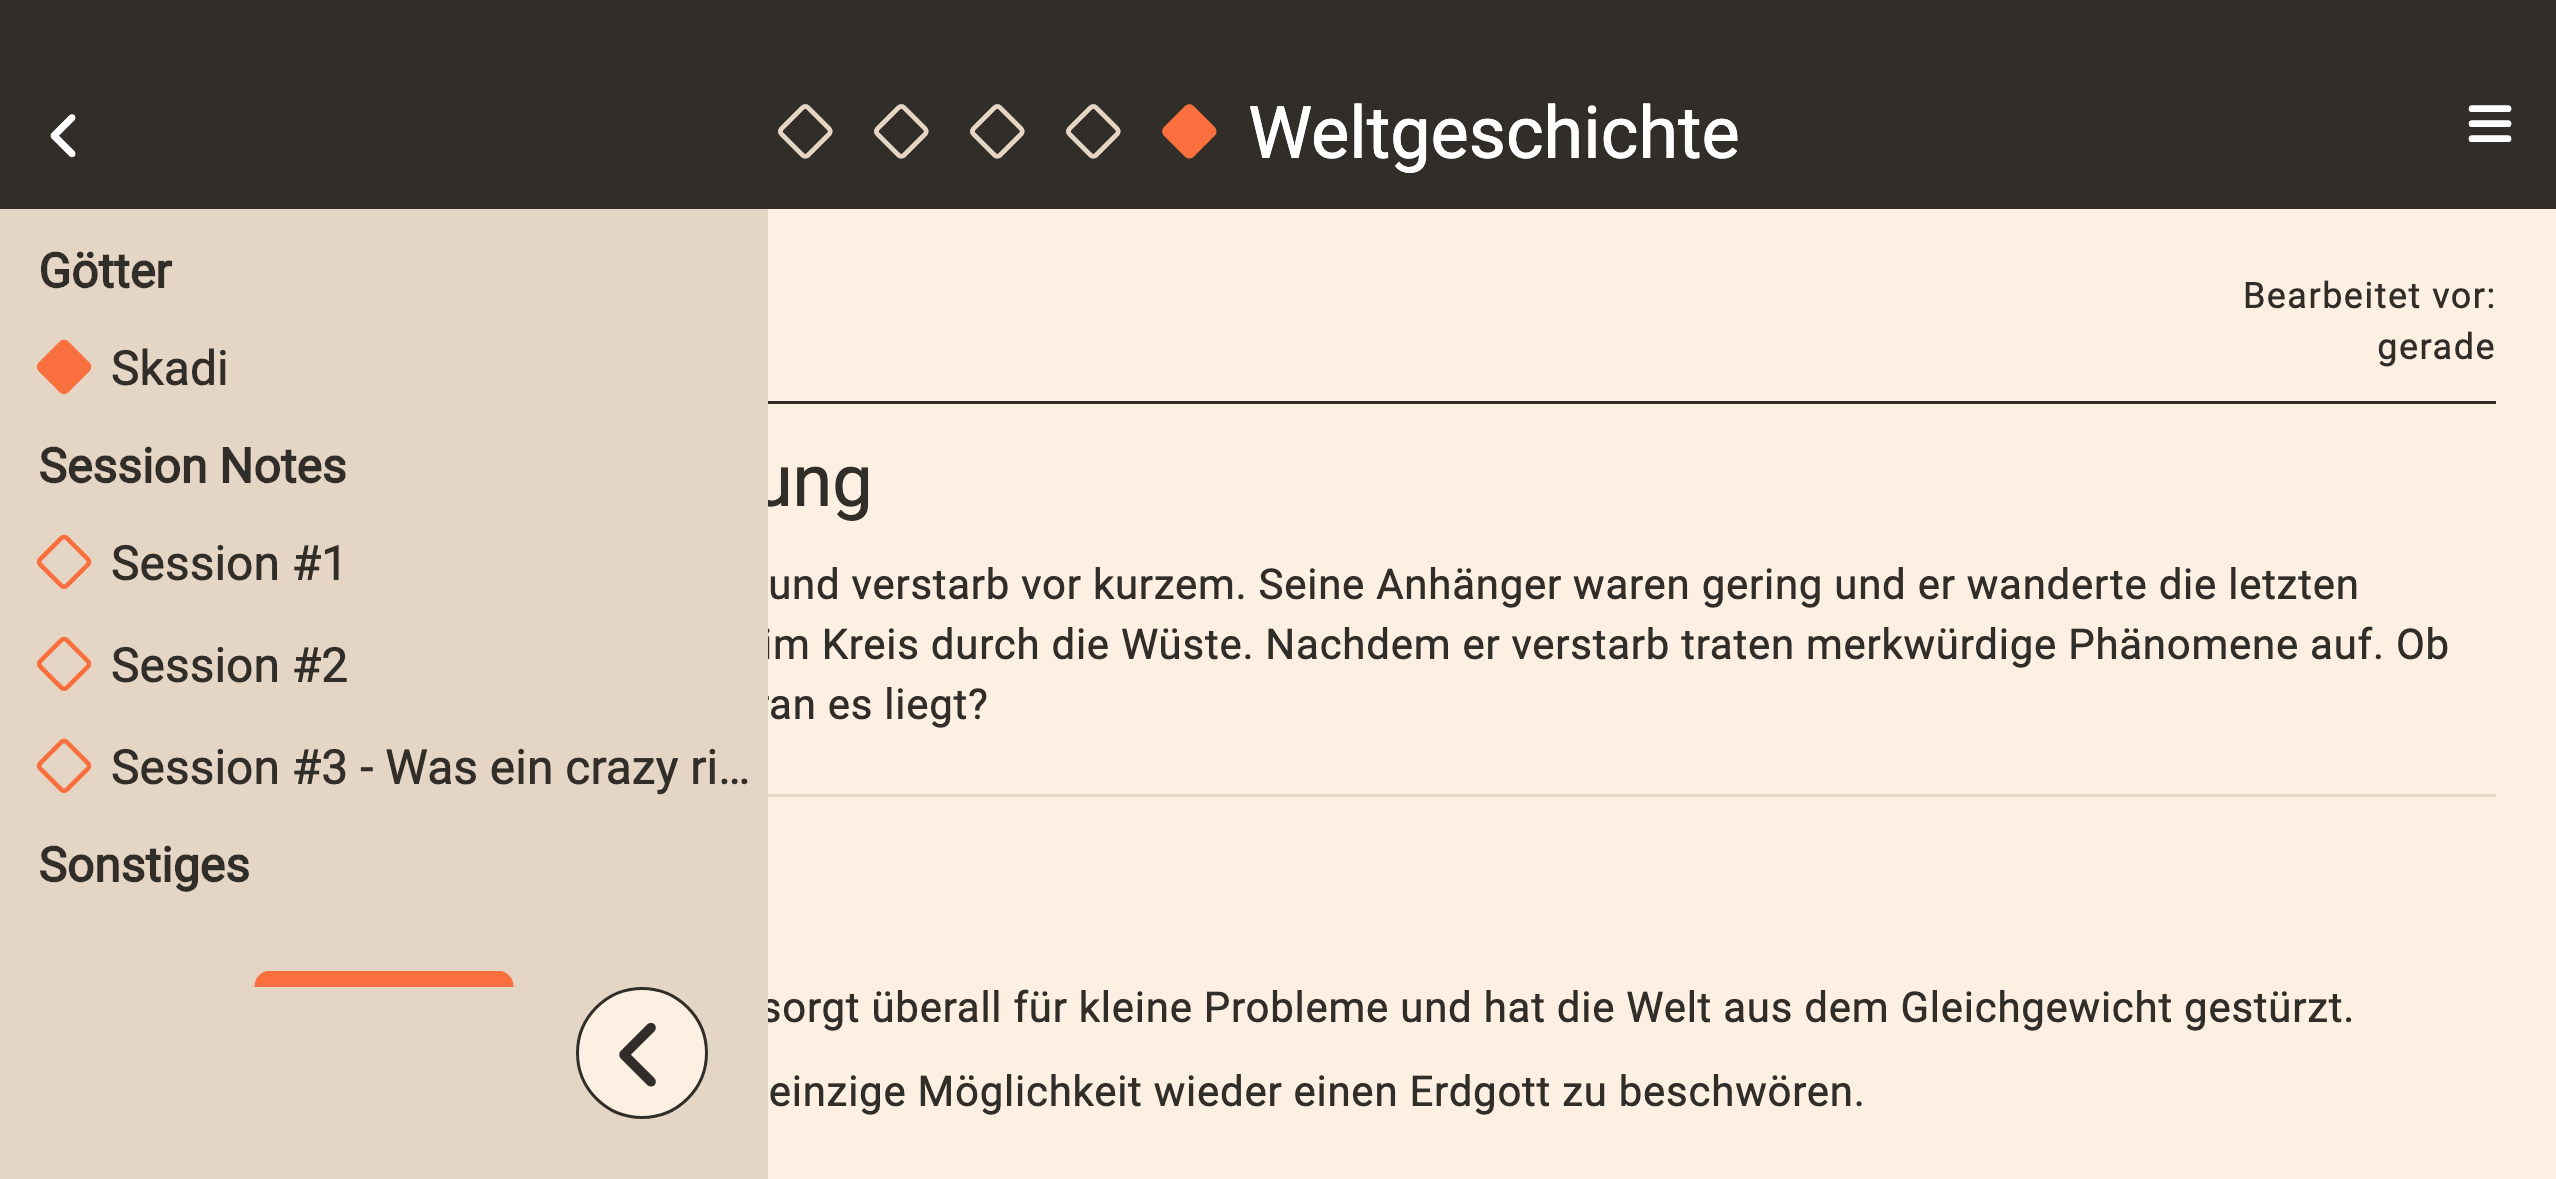 Weltgeschichte
Götter
Skadi
Session Notes
Session #1
Session #2
Session #3 - Was ein crazy ri...
Sonstiges
Bearbeitet vor:
gerade
ung
und verstarb vor kurzem. Seine Anhänger waren gering und er wanderte die letzten
im Kreis durch die Wüste. Nachdem er verstarb traten merkwürdige Phänomene auf. Ob
an es liegt?
sorgt überall für kleine Probleme und hat die Welt aus dem Gleichgewicht gestürzt.
einzige Möglichkeit wieder einen Erdgott zu beschwören.